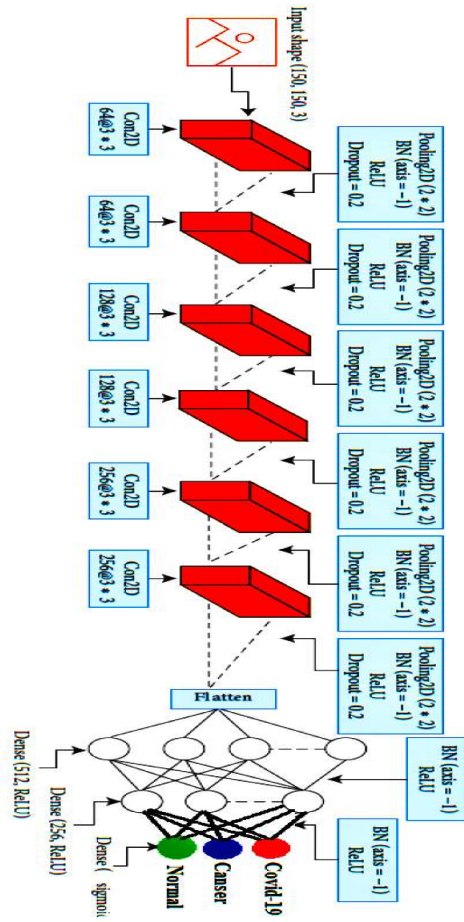 Input shape (150, 150, 3)
Con2D
64@3 * 3
Con2D
64@3 * 3
Con2D
128@3 * 3
Con2D
128@3 * 3
Con2D
256@3 * 3
Con2D
256@3 * 3
Pooling2D (2 * 2)
BN (axis = −1)
ReLU
Dropout = 0.2
Pooling2D (2 * 2)
BN (axis = −1)
ReLU
Dropout = 0.2
Pooling2D (2 * 2)
BN (axis = −1)
ReLU
Dropout = 0.2
Pooling2D (2 * 2)
BN (axis = −1)
ReLU
Dropout = 0.2
Pooling2D (2 * 2)
BN (axis = −1)
ReLU
Dropout = 0.2
Pooling2D (2 * 2)
BN (axis = −1)
ReLU
Dropout = 0.2
Flatten
BN (axis = −1)
ReLU
BN (axis = −1)
ReLU
Dense (512, ReLU)
Dense (256, ReLU)
Dense ( sigmoid
Normal
Canser
Covid-19